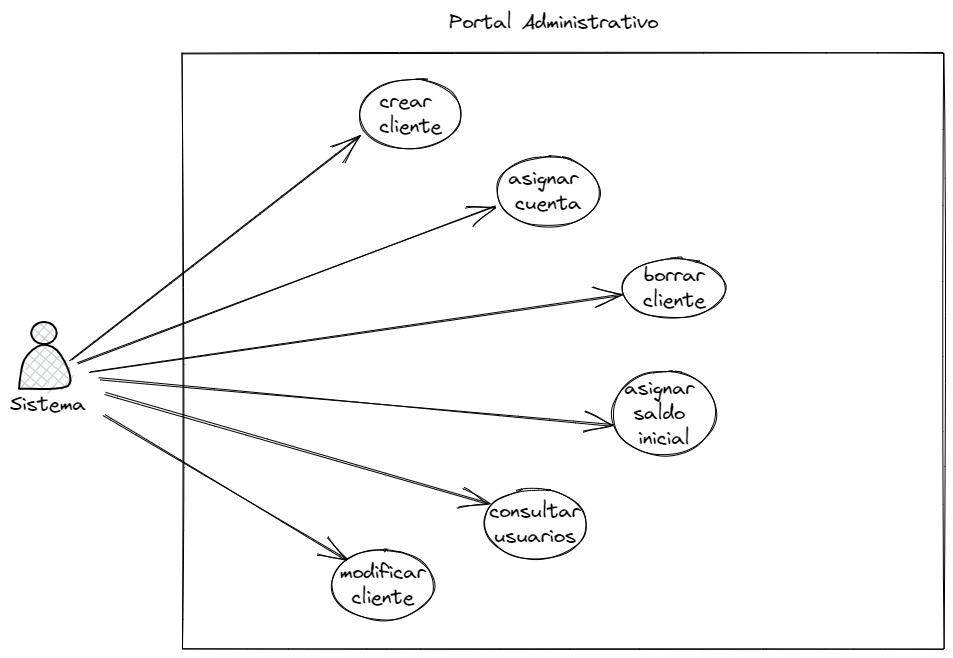 Portal Administrativo
crear
cliente
asignar
cuenta
borrar
cliente
Sistema
asignar
saldo
inicial
consultar
usuarios
modificar
cliente